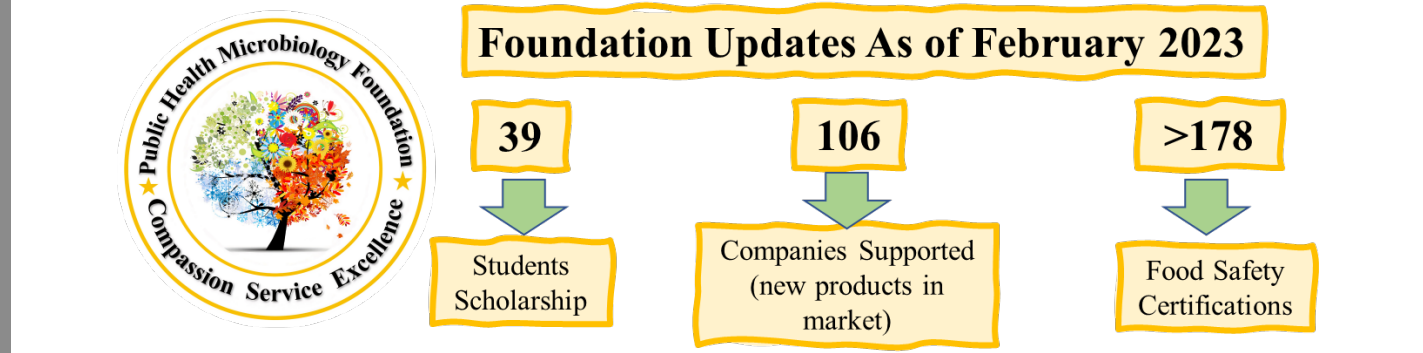 Public Health Microbiology Foundation
Compassion Service Excellence
Foundation Updates As of February 2023
39
106
>178
Students
Scholarship
Companies Supported
(new products in
market)
Food Safety
Certifications